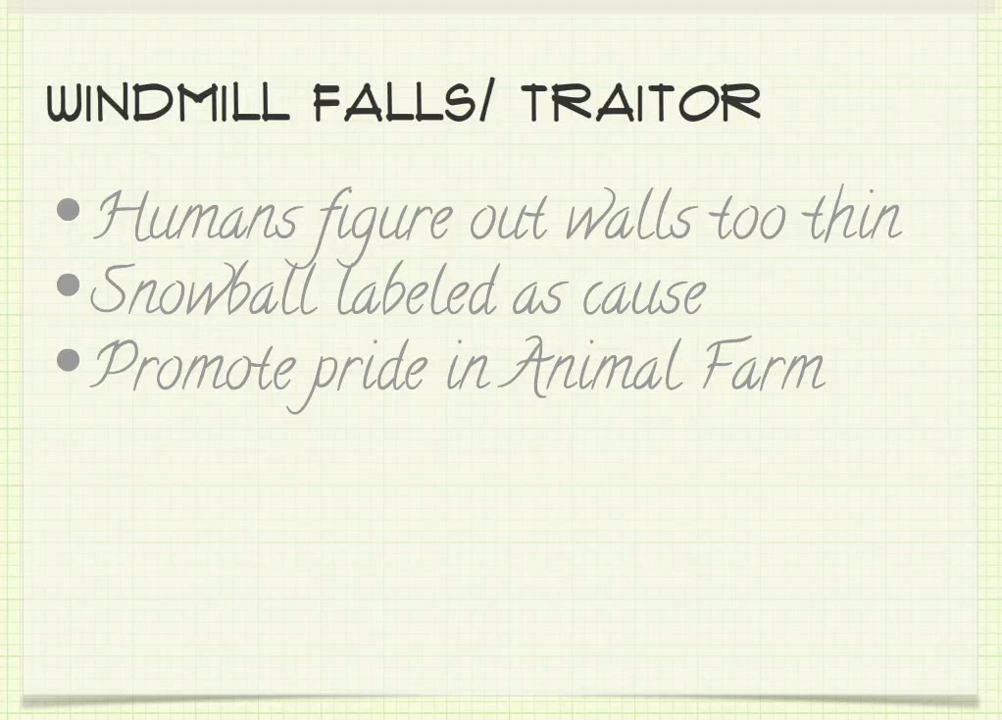 WINDMILL FALLS/ TRAITOR
• Humans figure out walls too thin
• Snowball labeled as cause
• Promote pride in Animal Farm